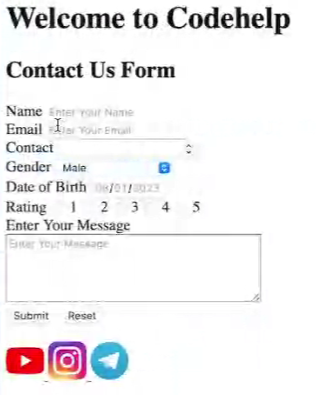 Welcome to Codehelp
Contact Us Form
Name Enter Your Name
Email Enter Your Email
Contact
Gender Male
Date of Birth 08/01/2023
Rating 1 2 3 4 5
Enter Your Message
Enter Your Message
Submit Reset